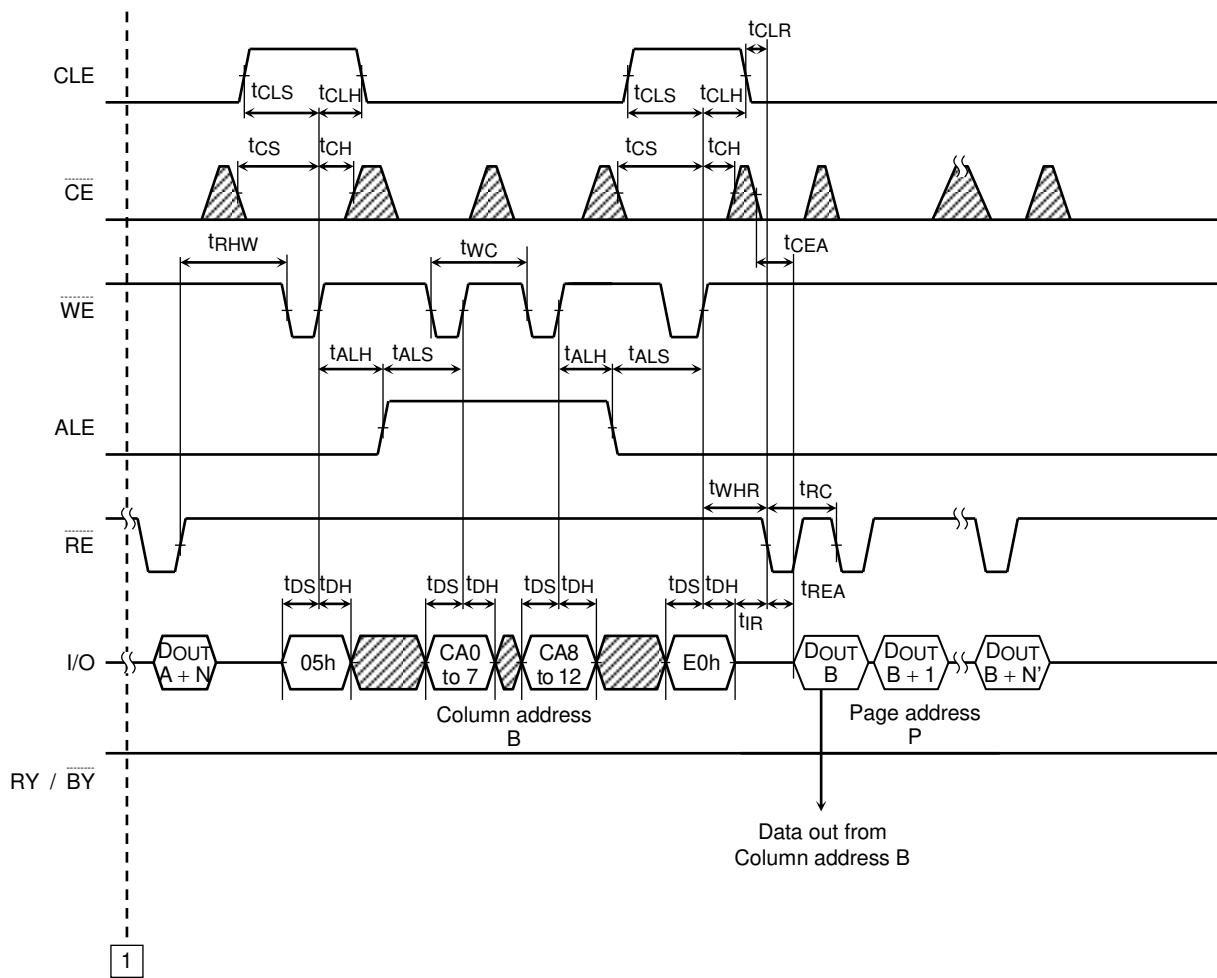 tCLR
CLE
tCLS tCLH tCLS tCLH
tCS tCH tCS tCH
CE
tRHW tWC tCEA
WE
tALH tALS tALH tALS
ALE
tWHR tRC
RE
tDS tDH tDS tDH tDS tDH tDS tDH tREA
tIR
I/O
DOUT
A + N
05h
CA0
to 7
CA8
to 12
E0h
DOUT
B
DOUT
B + 1
DOUT
B + N'
Column address
B
Page address
P
RY / BY
Data out from
Column address B
1